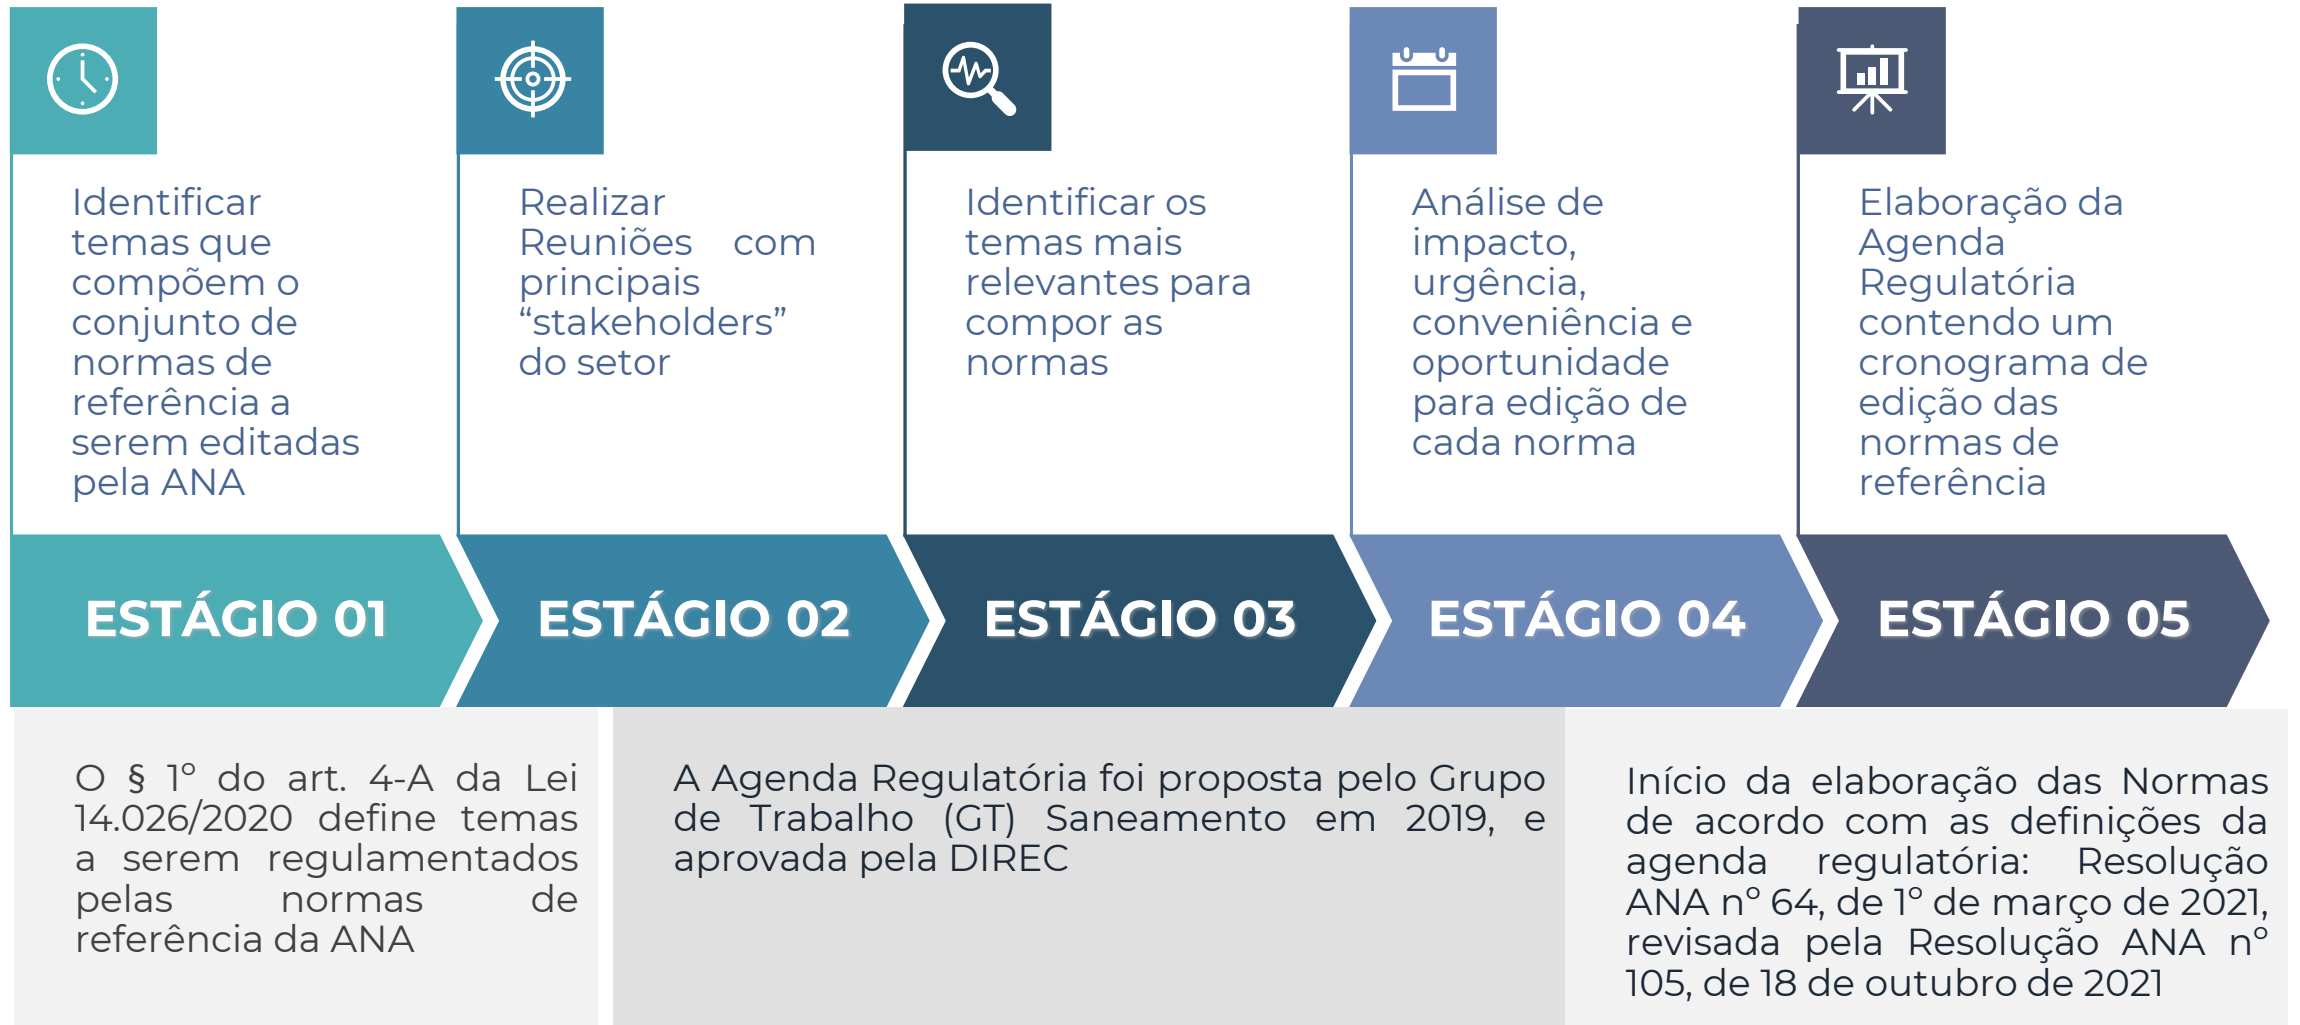 Identificar
temas que
compõem o
conjunto de
normas de
referência a
serem editadas
pela ANA
Realizar
Reuniões com
principais
“stakeholders”
do setor
Identificar os
temas mais
relevantes para
compor as
normas
Análise de
impacto,
urgência,
conveniência e
oportunidade
para edição de
cada norma
Elaboração da
Agenda
Regulatória
contendo um
cronograma de
edição das
normas de
referência
ESTÁGIO 01
ESTÁGIO 02
ESTÁGIO 03
ESTÁGIO 04
ESTÁGIO 05
O § 1º do art. 4-A da Lei
14.026/2020 define temas
a serem regulamentados
pelas normas de
referência da ANA
A Agenda Regulatória foi proposta pelo Grupo
de Trabalho (GT) Saneamento em 2019, e
aprovada pela DIREC
Início da elaboração das Normas
de acordo com as definições da
agenda regulatória: Resolução
ANA nº 64, de 1º de março de 2021,
revisada pela Resolução ANA nº
105, de 18 de outubro de 2021